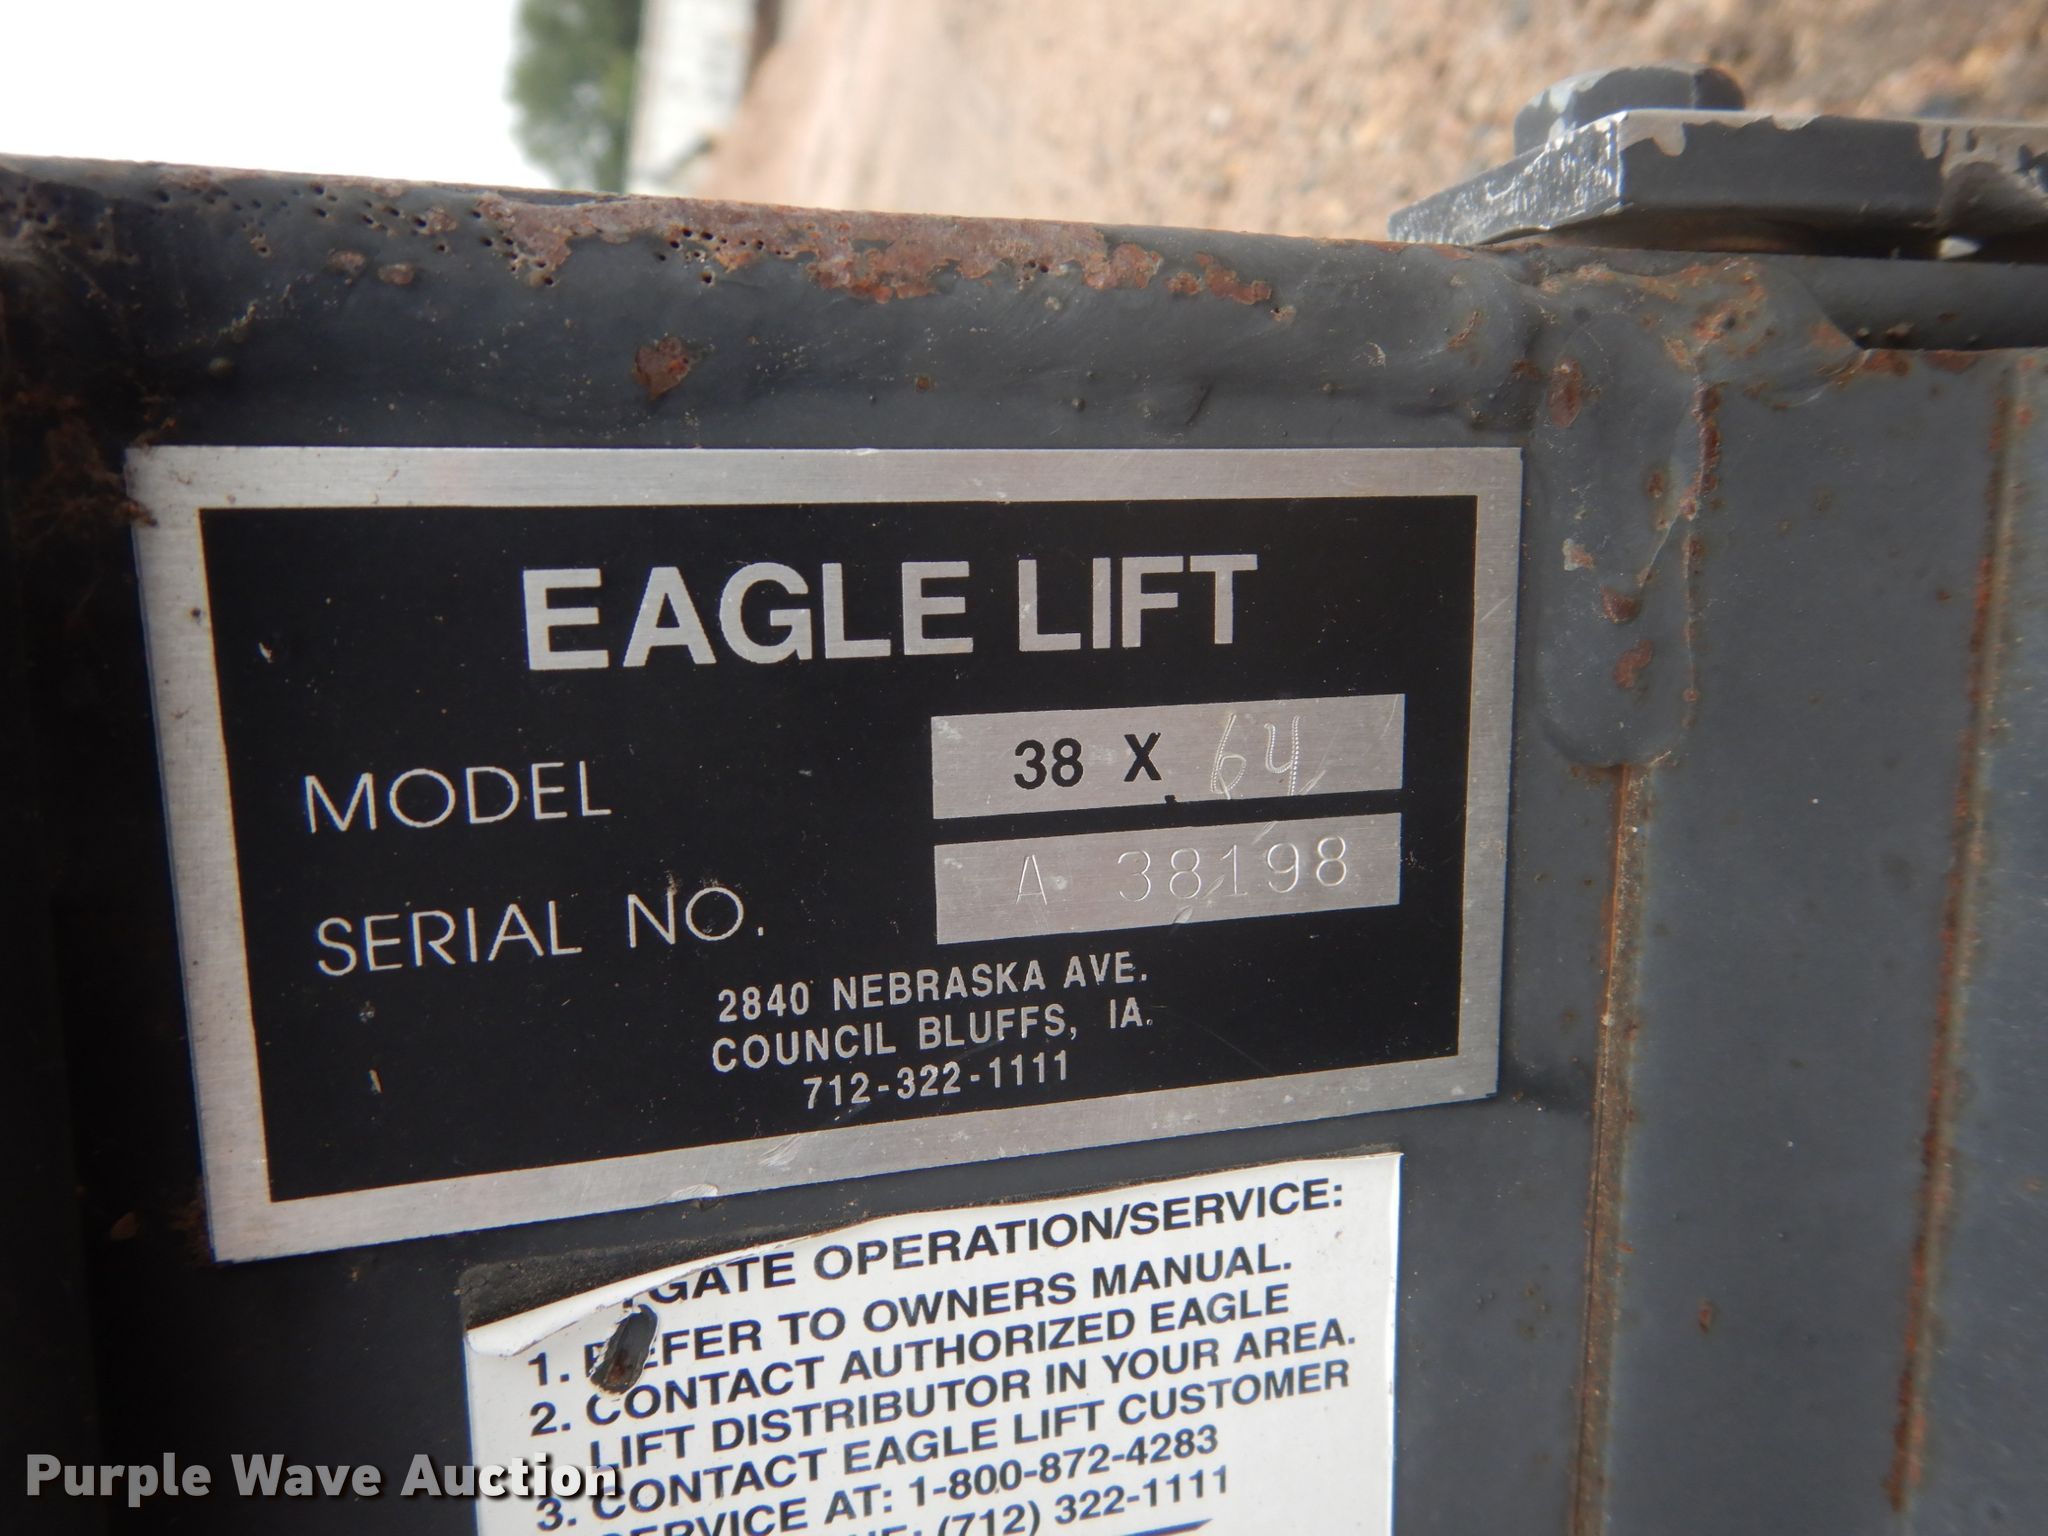 EAGLE LIFT
MODEL 38 X 64
SERIAL NO. A 38198
2840 NEBRASKA AVE.
COUNCIL BLUFFS, IA.
712-322-1111
OPERATION/SERVICE:
1. REFER TO OWNERS MANUAL.
2. CONTACT AUTHORIZED EAGLE
LIFT DISTRIBUTOR IN YOUR AREA.
3. CONTACT EAGLE LIFT CUSTOMER
SERVICE AT: 1-800-872-4283
(712) 322-1111
Purple Wave Auction